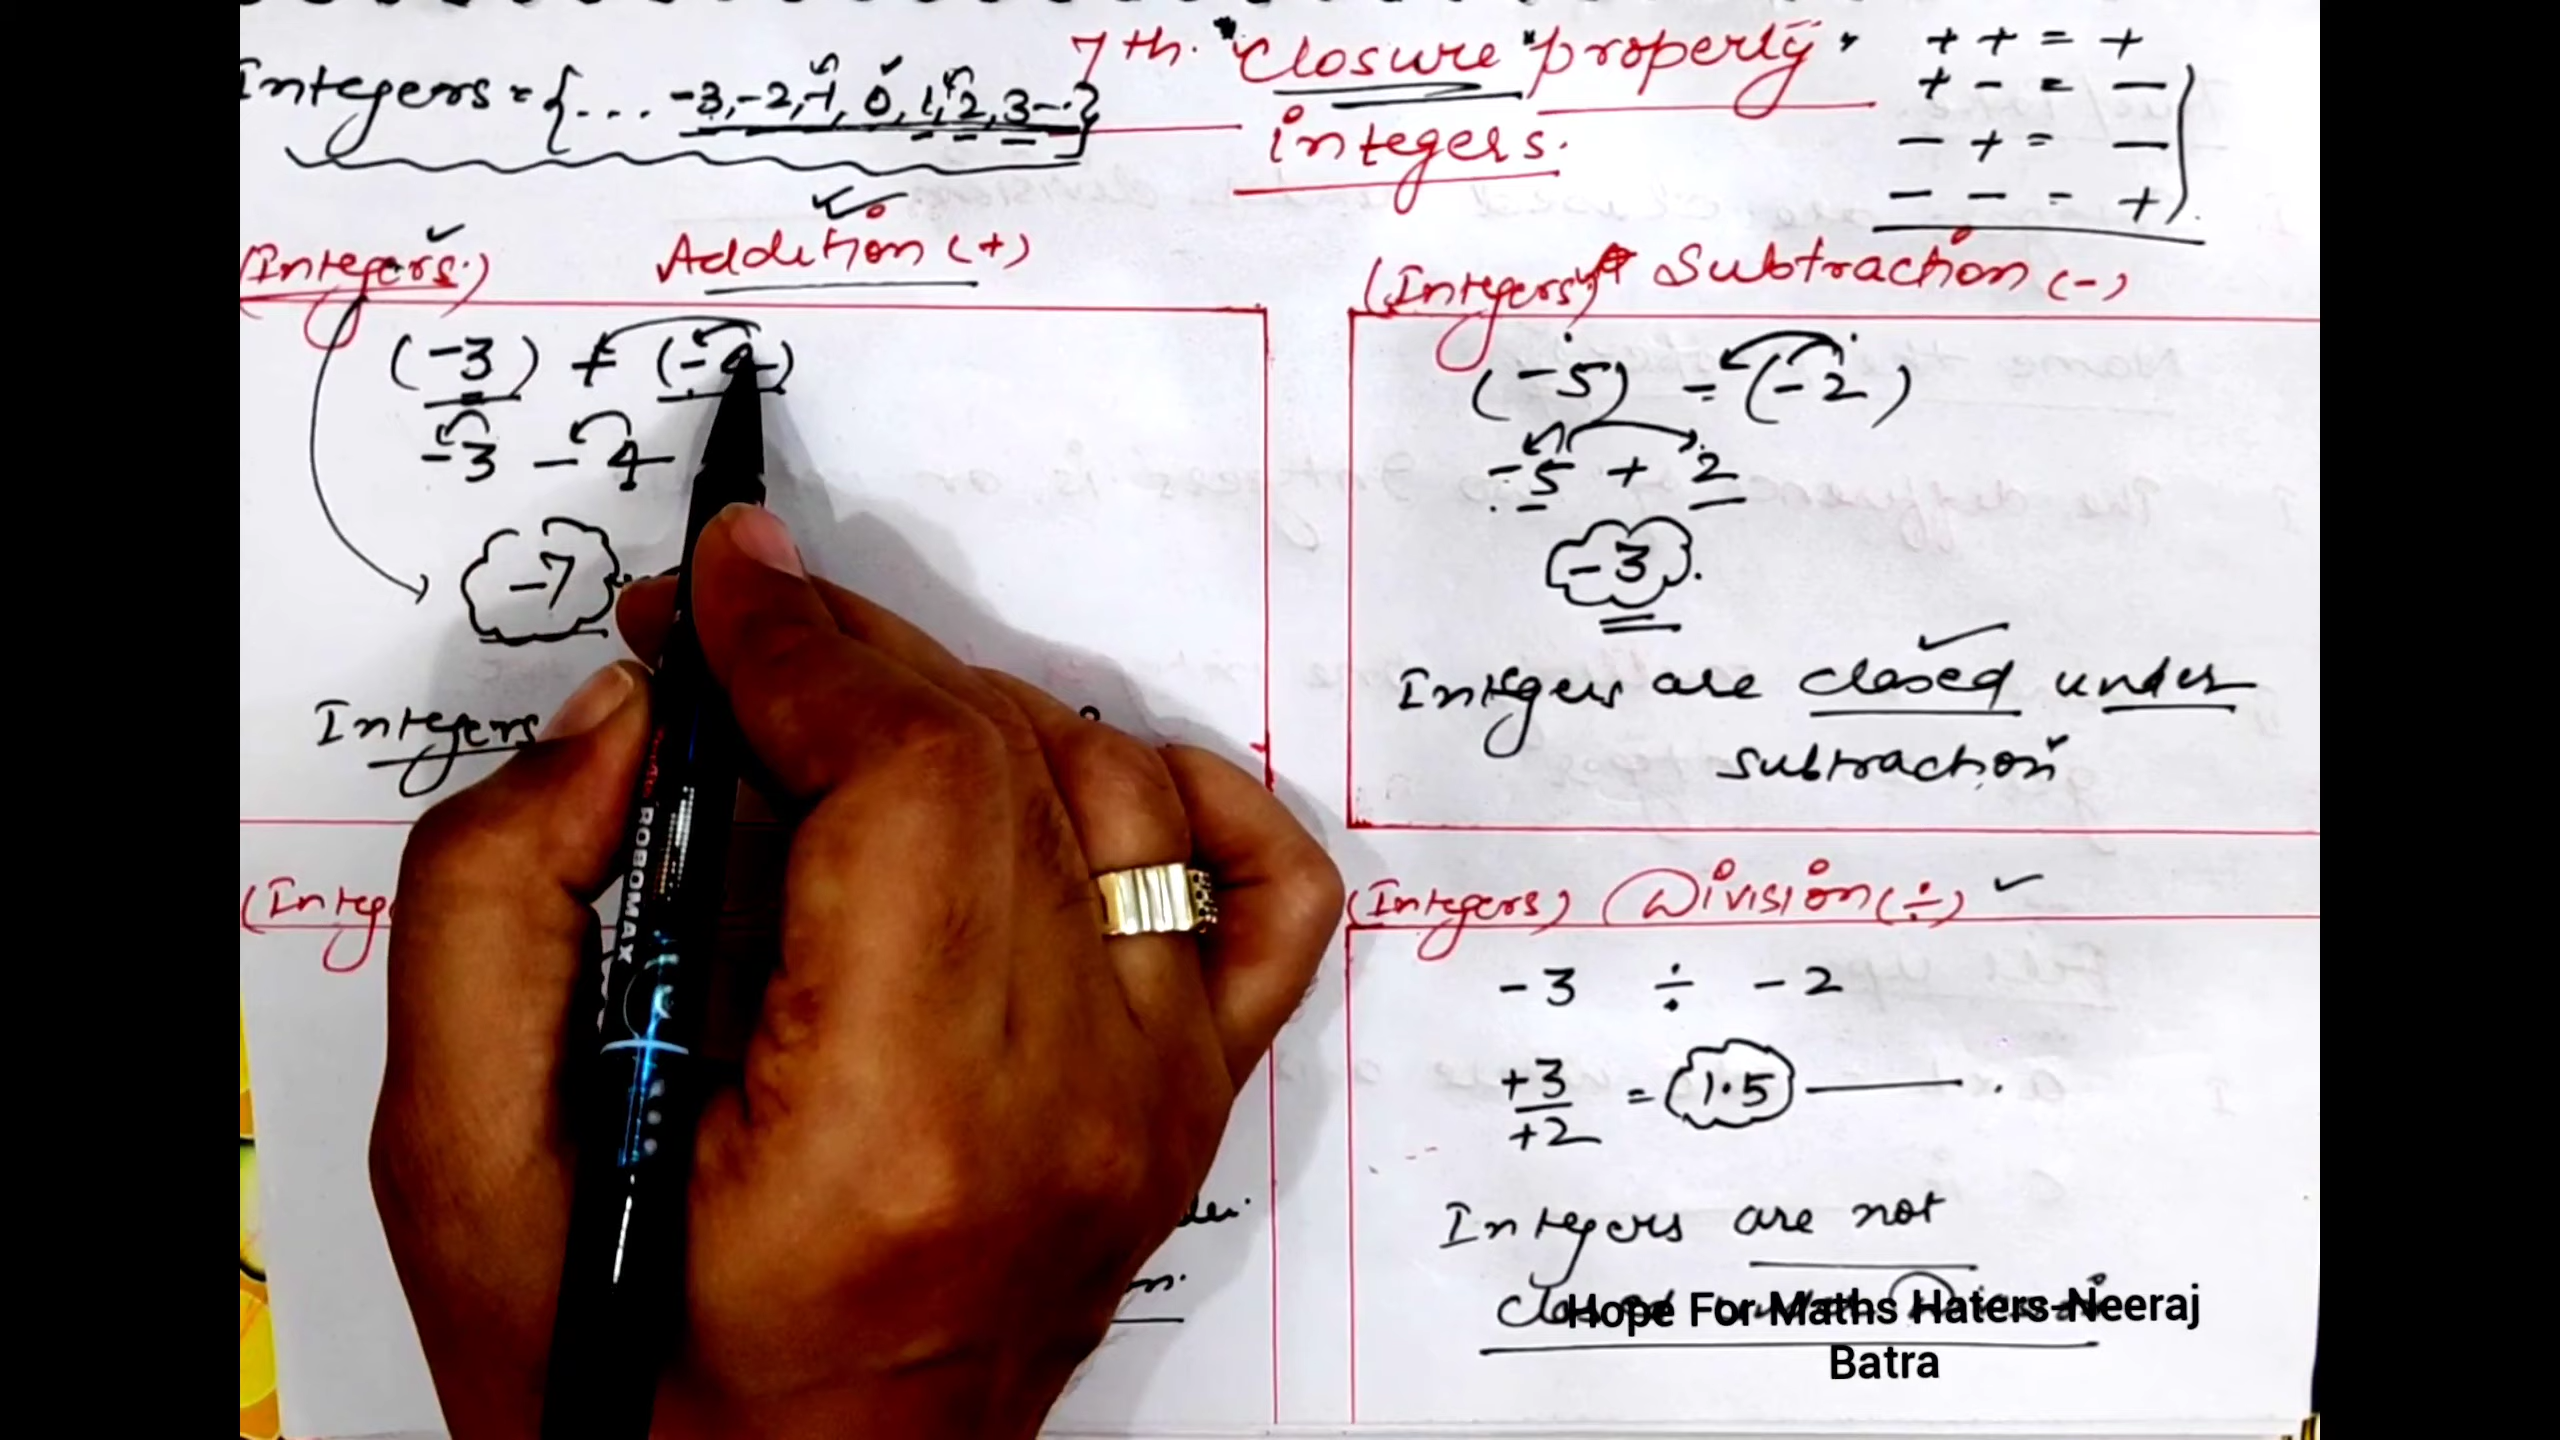 7th. "Closure" property
integers.
+ + = +
+ - = -
- + = -
- - = +
Integers = {... -3, -2, -1, 0, 1, 2, 3 -..}
(Integers.) Addition (+)
(-3) + (-4)
-3 - 4
-7
Integers
(Integers) Subtraction (-)
(-5) - (-2)
-5 + 2
-3.
Integers are closed under
subtraction
(Integers) Division (÷)
-3 ÷ -2
+3
+2
= 1.5
Integers are not
closed
ROBOMAX
Hope For Maths Haters-Neeraj
Batra